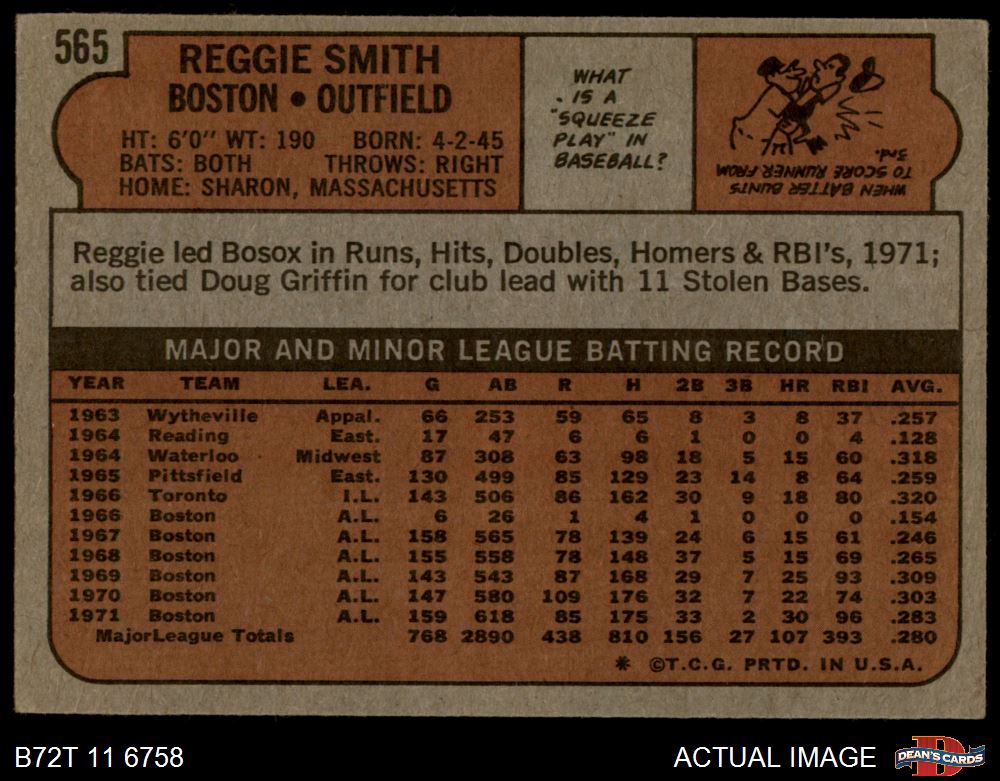 565
REGGIE SMITH
BOSTON • OUTFIELD
HT: 6'0" WT: 190 BORN: 4-2-45
BATS: BOTH THROWS: RIGHT
HOME: SHARON, MASSACHUSETTS
WHAT
IS A
"SQUEEZE
PLAY" IN
BASEBALL?
WHEN BATTER BUNTS
TO SCORE RUNNER FROM
3rd.
Reggie led Bosox in Runs, Hits, Doubles, Homers & RBI's, 1971;
also tied Doug Griffin for club lead with 11 Stolen Bases.
MAJOR AND MINOR LEAGUE BATTING RECORD
YEAR TEAM LEA. G AB R H 2B 3B HR RBI AVG.
1963 Wytheville Appal. 66 253 59 65 8 3 8 37 .257
1964 Reading East. 17 47 6 6 1 0 0 4 .128
1964 Waterloo Midwest 87 308 63 98 18 5 15 60 .318
1965 Pittsfield East. 130 499 85 129 23 14 8 64 .259
1966 Toronto I.L. 143 506 86 162 30 9 18 80 .320
1966 Boston A.L. 6 26 1 4 1 0 0 0 .154
1967 Boston A.L. 158 565 78 139 24 6 15 61 .246
1968 Boston A.L. 155 558 78 148 37 5 15 69 .265
1969 Boston A.L. 143 543 87 168 29 7 25 93 .309
1970 Boston A.L. 147 580 109 176 32 7 22 74 .303
1971 Boston A.L. 159 618 85 175 33 2 30 96 .283
MajorLeague Totals 768 2890 438 810 156 27 107 393 .280
* ©T.C.G. PRTD. IN U.S.A.
B72T 11 6758
ACTUAL IMAGE
D
DEAN'S CARDS